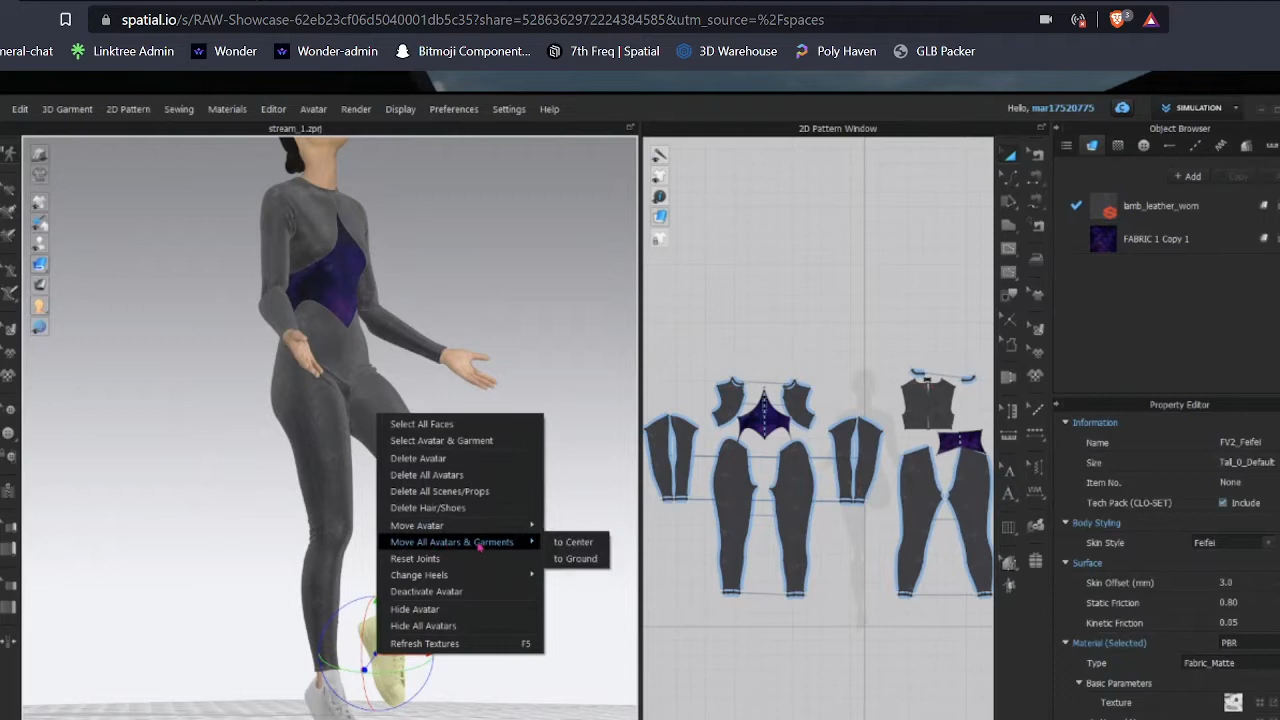 spatial.io/s/RAW-Showcase-62eb23cf06d5040001db5c35?share=5286362972224384585&utm_source=%2Fspaces
3
neral-chat
Linktree Admin
Wonder
Wonder-admin
Bitmoji Component...
7th Freq | Spatial
3D Warehouse
Poly Haven
GLB Packer
Edit
3D Garment
2D Pattern
Sewing
Materials
Editor
Avatar
Render
Display
Preferences
Settings
Help
Hello, mar17520775
SIMULATION
stream_1.zprj
2D Pattern Window
Object Browser
+ Add
Copy
lamb_leather_worn
FABRIC 1 Copy 1
Select All Faces
Select Avatar & Garment
Delete Avatar
Delete All Avatars
Delete All Scenes/Props
Delete Hair/Shoes
Move Avatar
Move All Avatars & Garments
to Center
to Ground
Reset Joints
Change Heels
Deactivate Avatar
Hide Avatar
Hide All Avatars
Refresh Textures F5
Property Editor
Information
Name FV2_Feifei
Size Tall_0_Default
Item No. None
Tech Pack (CLO-SET) Include
Body Styling
Skin Style Feifei
Surface
Skin Offset (mm) 3.0
Static Friction 0.80
Kinetic Friction 0.05
Material (Selected) PBR
Type Fabric_Matte
Basic Parameters
Texture